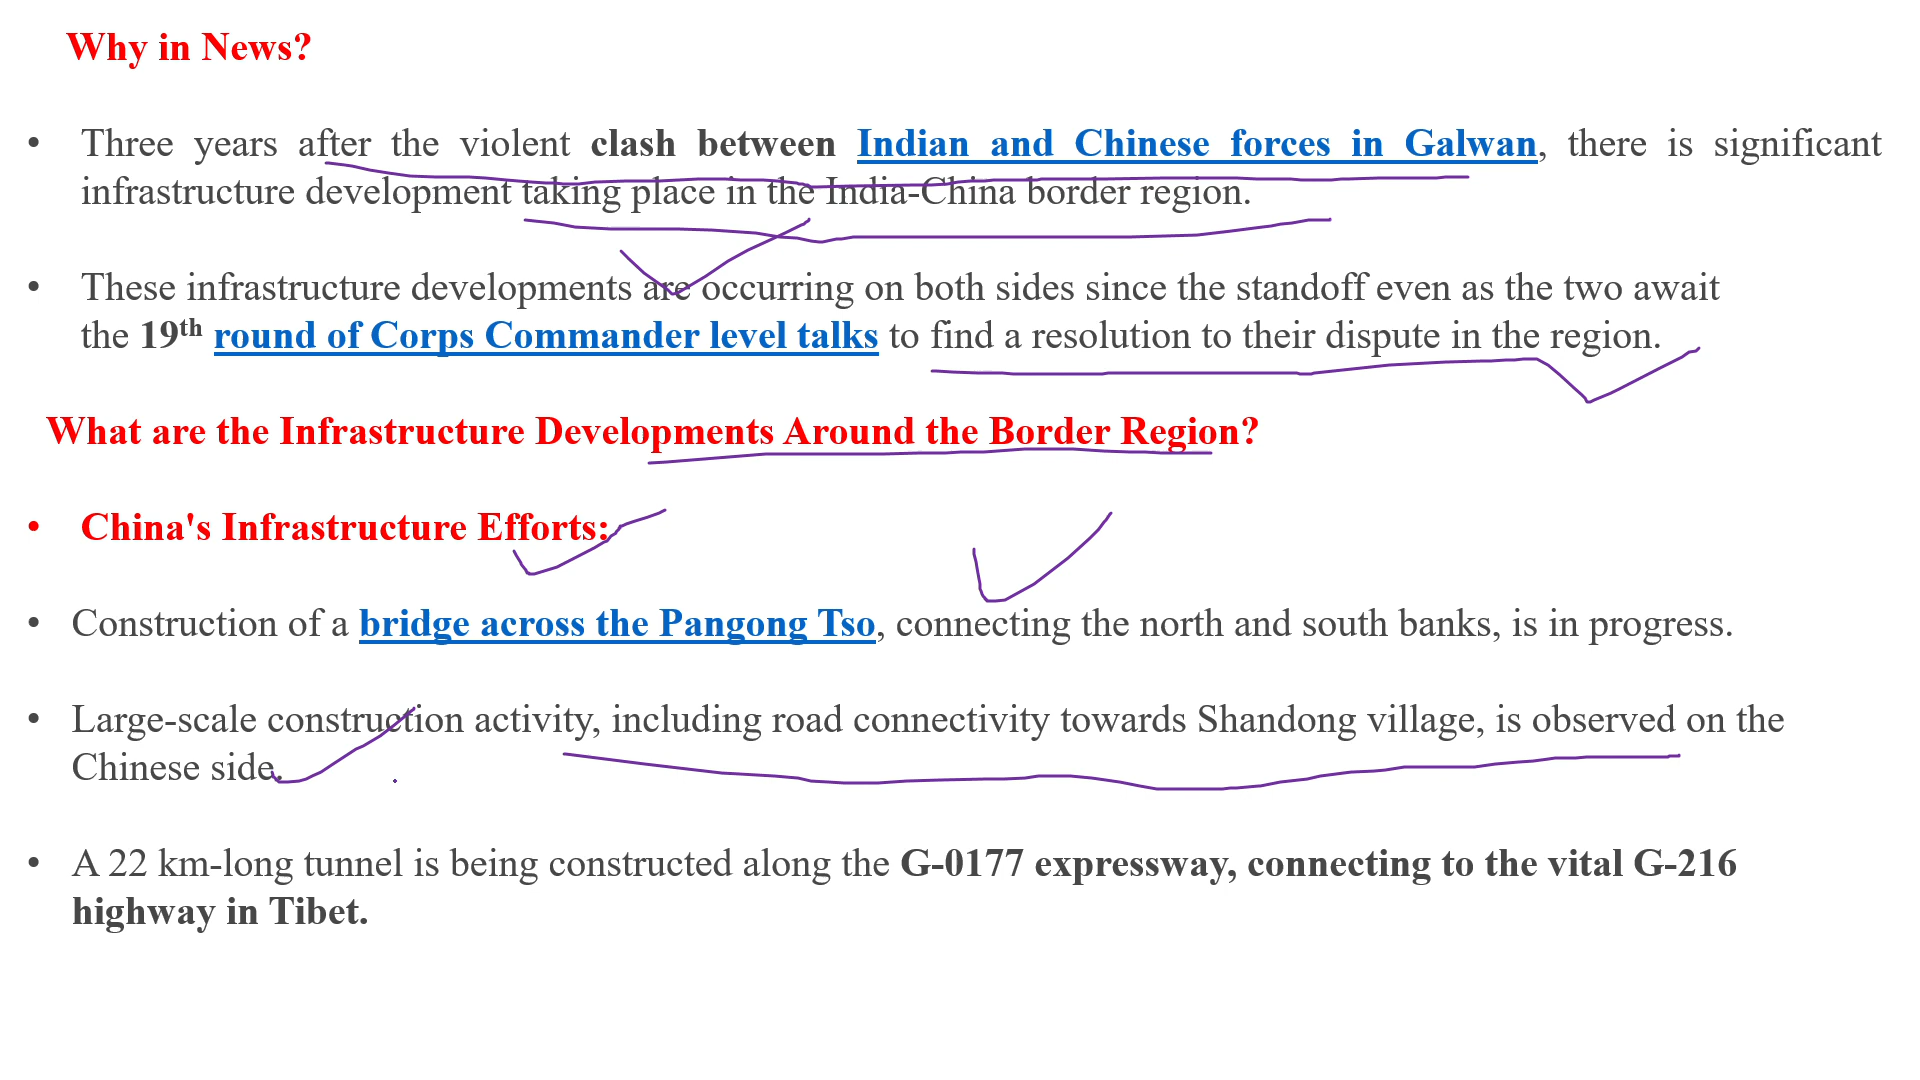 Why in News?
• Three years after the violent clash between Indian and Chinese forces in Galwan, there is significant
infrastructure development taking place in the India-China border region.
• These infrastructure developments are occurring on both sides since the standoff even as the two await
the 19th round of Corps Commander level talks to find a resolution to their dispute in the region.
What are the Infrastructure Developments Around the Border Region?
• China's Infrastructure Efforts:
• Construction of a bridge across the Pangong Tso, connecting the north and south banks, is in progress.
• Large-scale construction activity, including road connectivity towards Shandong village, is observed on the
Chinese side.
• A 22 km-long tunnel is being constructed along the G-0177 expressway, connecting to the vital G-216
highway in Tibet.